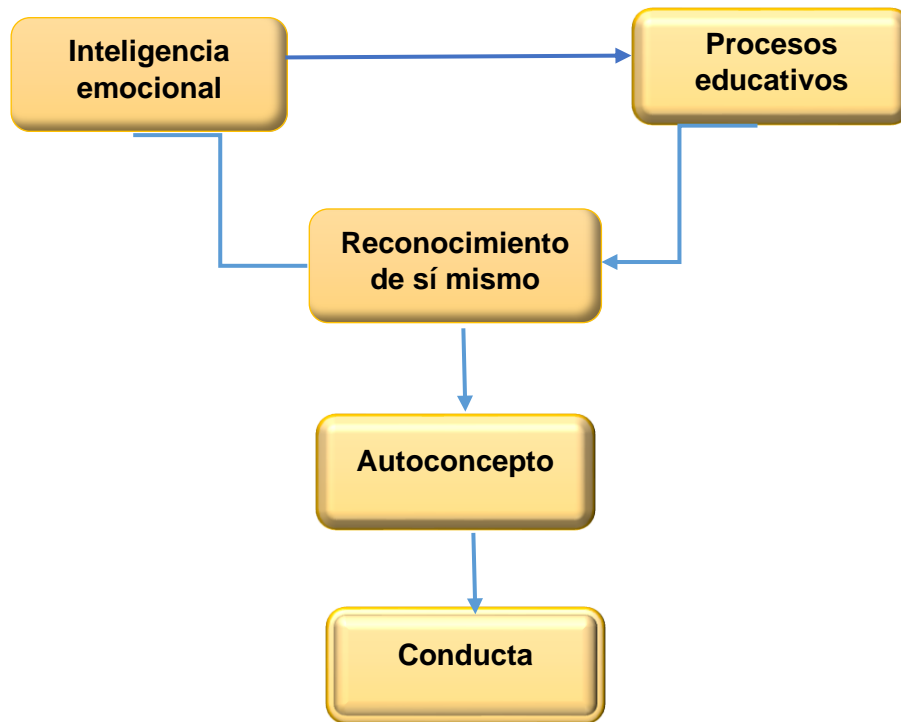 Inteligencia
emocional
Procesos
educativos
Reconocimiento
de sí mismo
Autoconcepto
Conducta